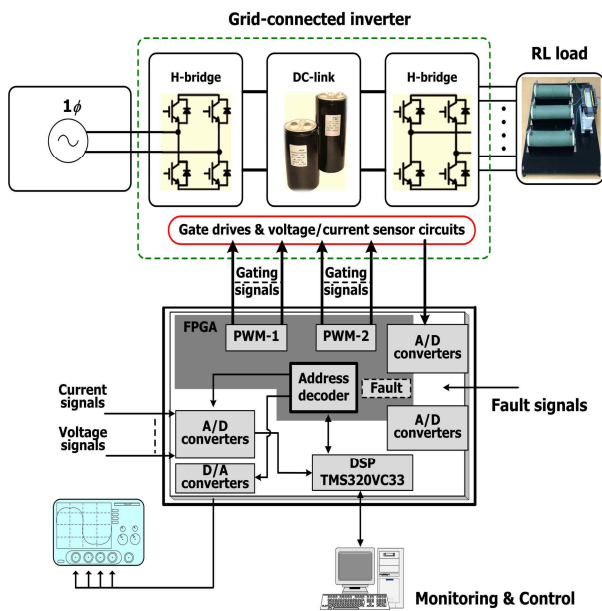 Grid-connected inverter
RL load
H-bridge
DC-link
H-bridge
1ϕ
Gate drives & voltage/current sensor circuits
Gating
signals
Gating
signals
FPGA
PWM-1
PWM-2
A/D
converters
Address
decoder
Fault
Current
signals
Fault signals
A/D
converters
A/D
converters
Voltage
signals
D/A
converters
DSP
TMS320VC33
Monitoring & Control